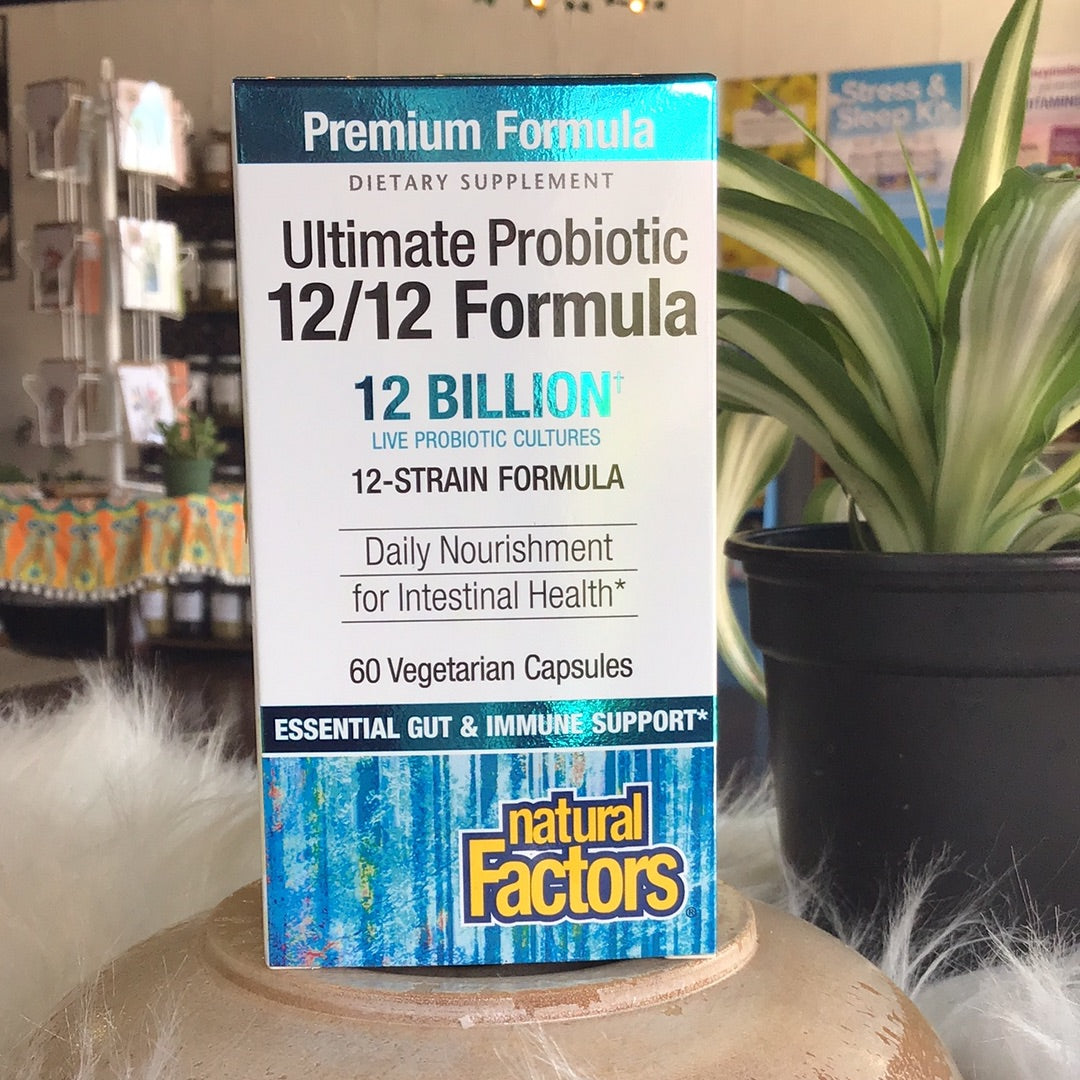 Premium Formula
DIETARY SUPPLEMENT
Ultimate Probiotic
12/12 Formula
12 BILLION†
LIVE PROBIOTIC CULTURES
12-STRAIN FORMULA
Daily Nourishment
for Intestinal Health*
60 Vegetarian Capsules
ESSENTIAL GUT & IMMUNE SUPPORT*
natural
Factors®
Stress &
Sleep Kit